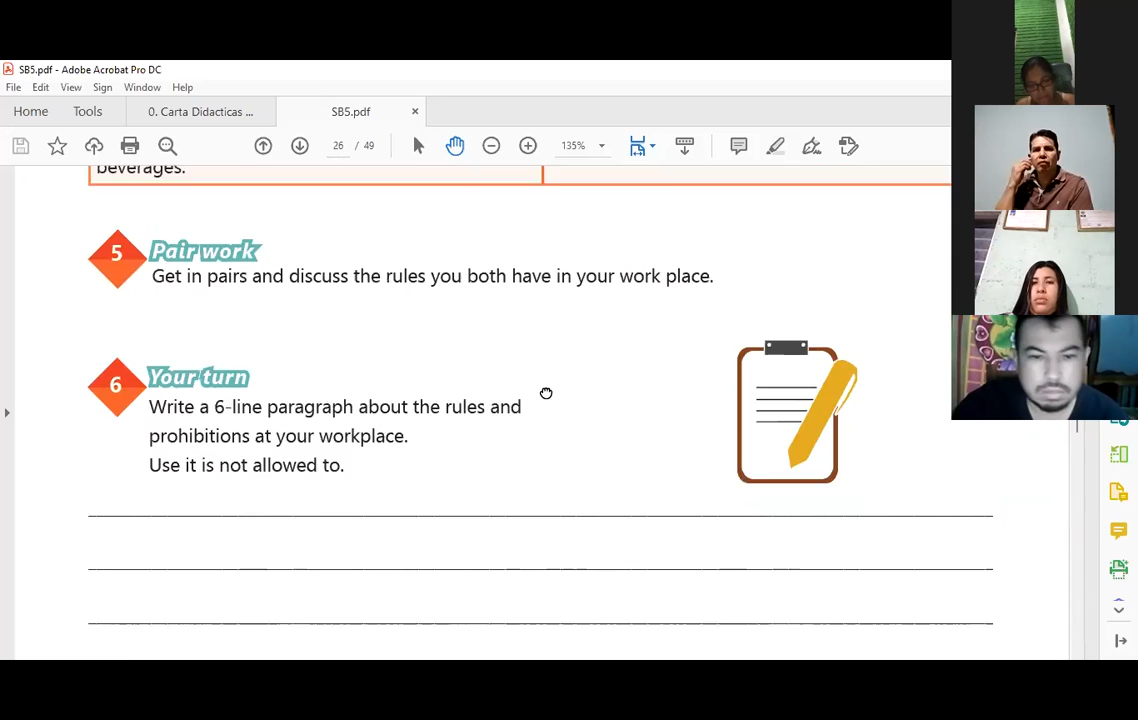 SB5.pdf - Adobe Acrobat Pro DC
File Edit View Sign Window Help
Home Tools 0. Carta Didacticas ... SB5.pdf ×
26 / 49 135%
beverages.
5 Pair work
Get in pairs and discuss the rules you both have in your work place.
6 Your turn
Write a 6-line paragraph about the rules and
prohibitions at your workplace.
Use it is not allowed to.